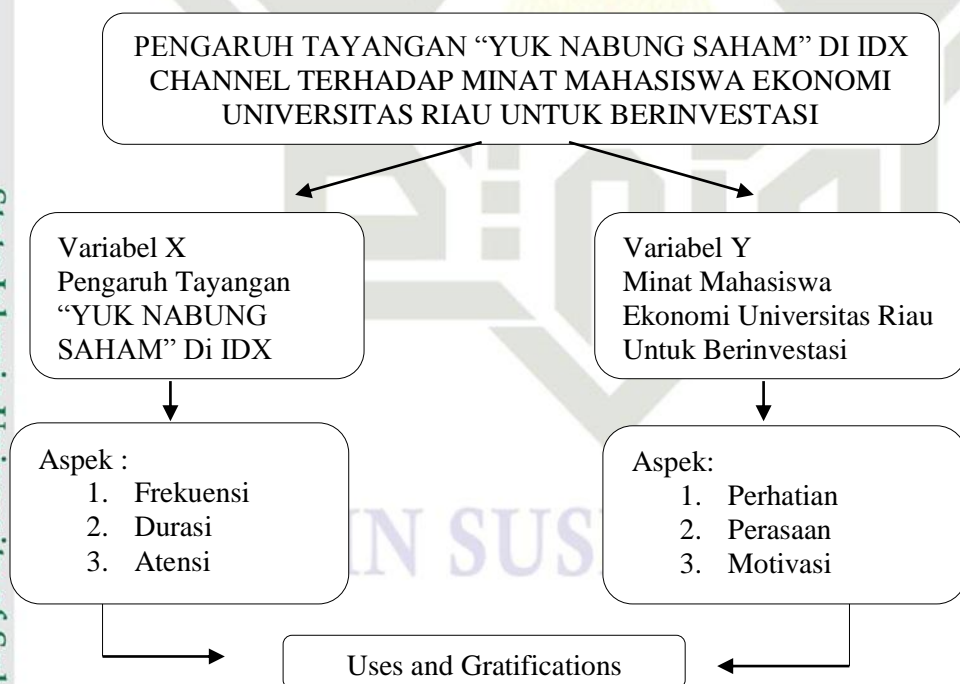 PENGARUH TAYANGAN “YUK NABUNG SAHAM” DI IDX
CHANNEL TERHADAP MINAT MAHASISWA EKONOMI
UNIVERSITAS RIAU UNTUK BERINVESTASI
Variabel X
Pengaruh Tayangan
“YUK NABUNG
SAHAM” Di IDX
Variabel Y
Minat Mahasiswa
Ekonomi Universitas Riau
Untuk Berinvestasi
Aspek :
1. Frekuensi
2. Durasi
3. Atensi
Aspek:
1. Perhatian
2. Perasaan
3. Motivasi
Uses and Gratifications